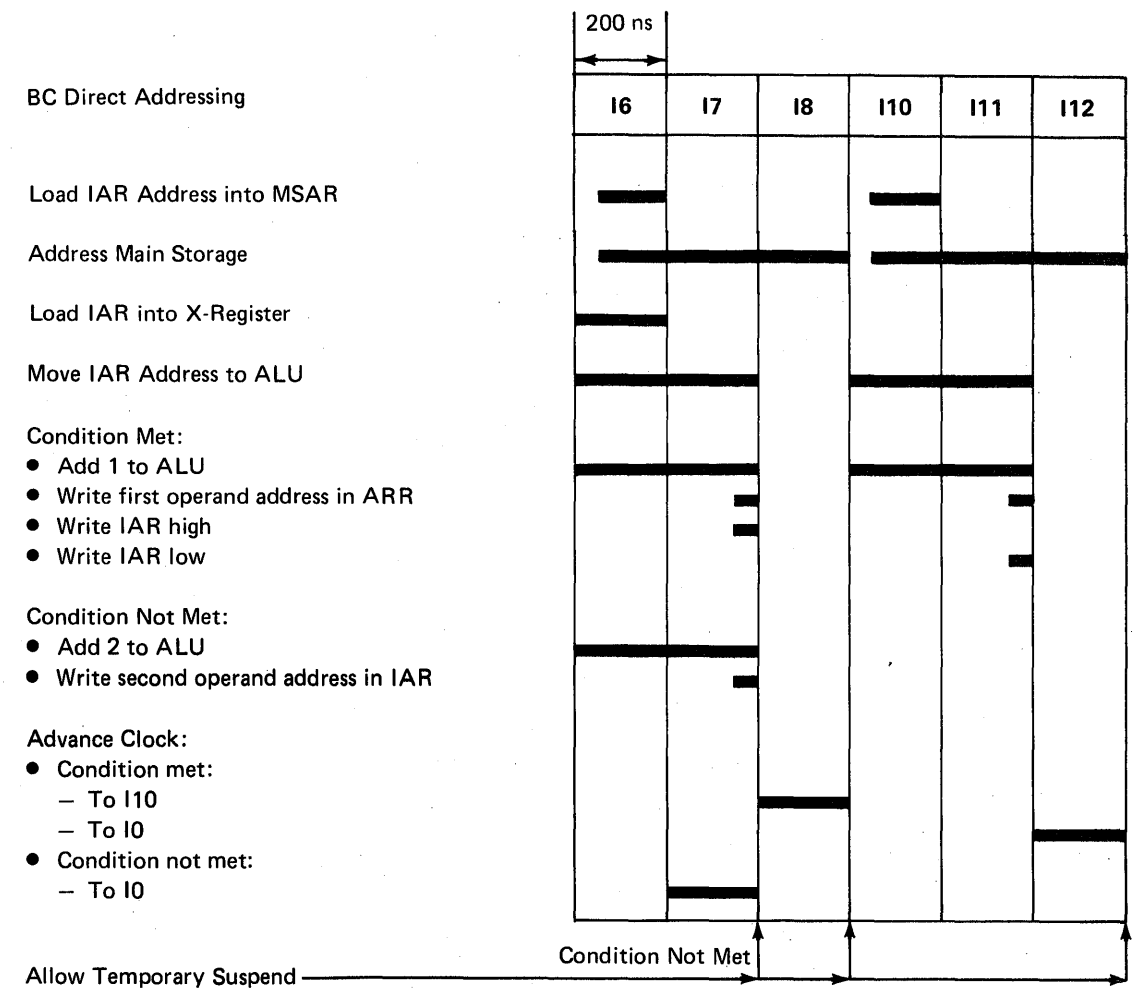 200 ns
BC Direct Addressing
I6 I7 I8 I10 I11 I12
Load IAR Address into MSAR
Address Main Storage
Load IAR into X-Register
Move IAR Address to ALU
Condition Met:
● Add 1 to ALU
● Write first operand address in ARR
● Write IAR high
● Write IAR low
Condition Not Met:
● Add 2 to ALU
● Write second operand address in IAR
Advance Clock:
● Condition met:
– To I10
– To I0
● Condition not met:
– To I0
Condition Not Met
Allow Temporary Suspend